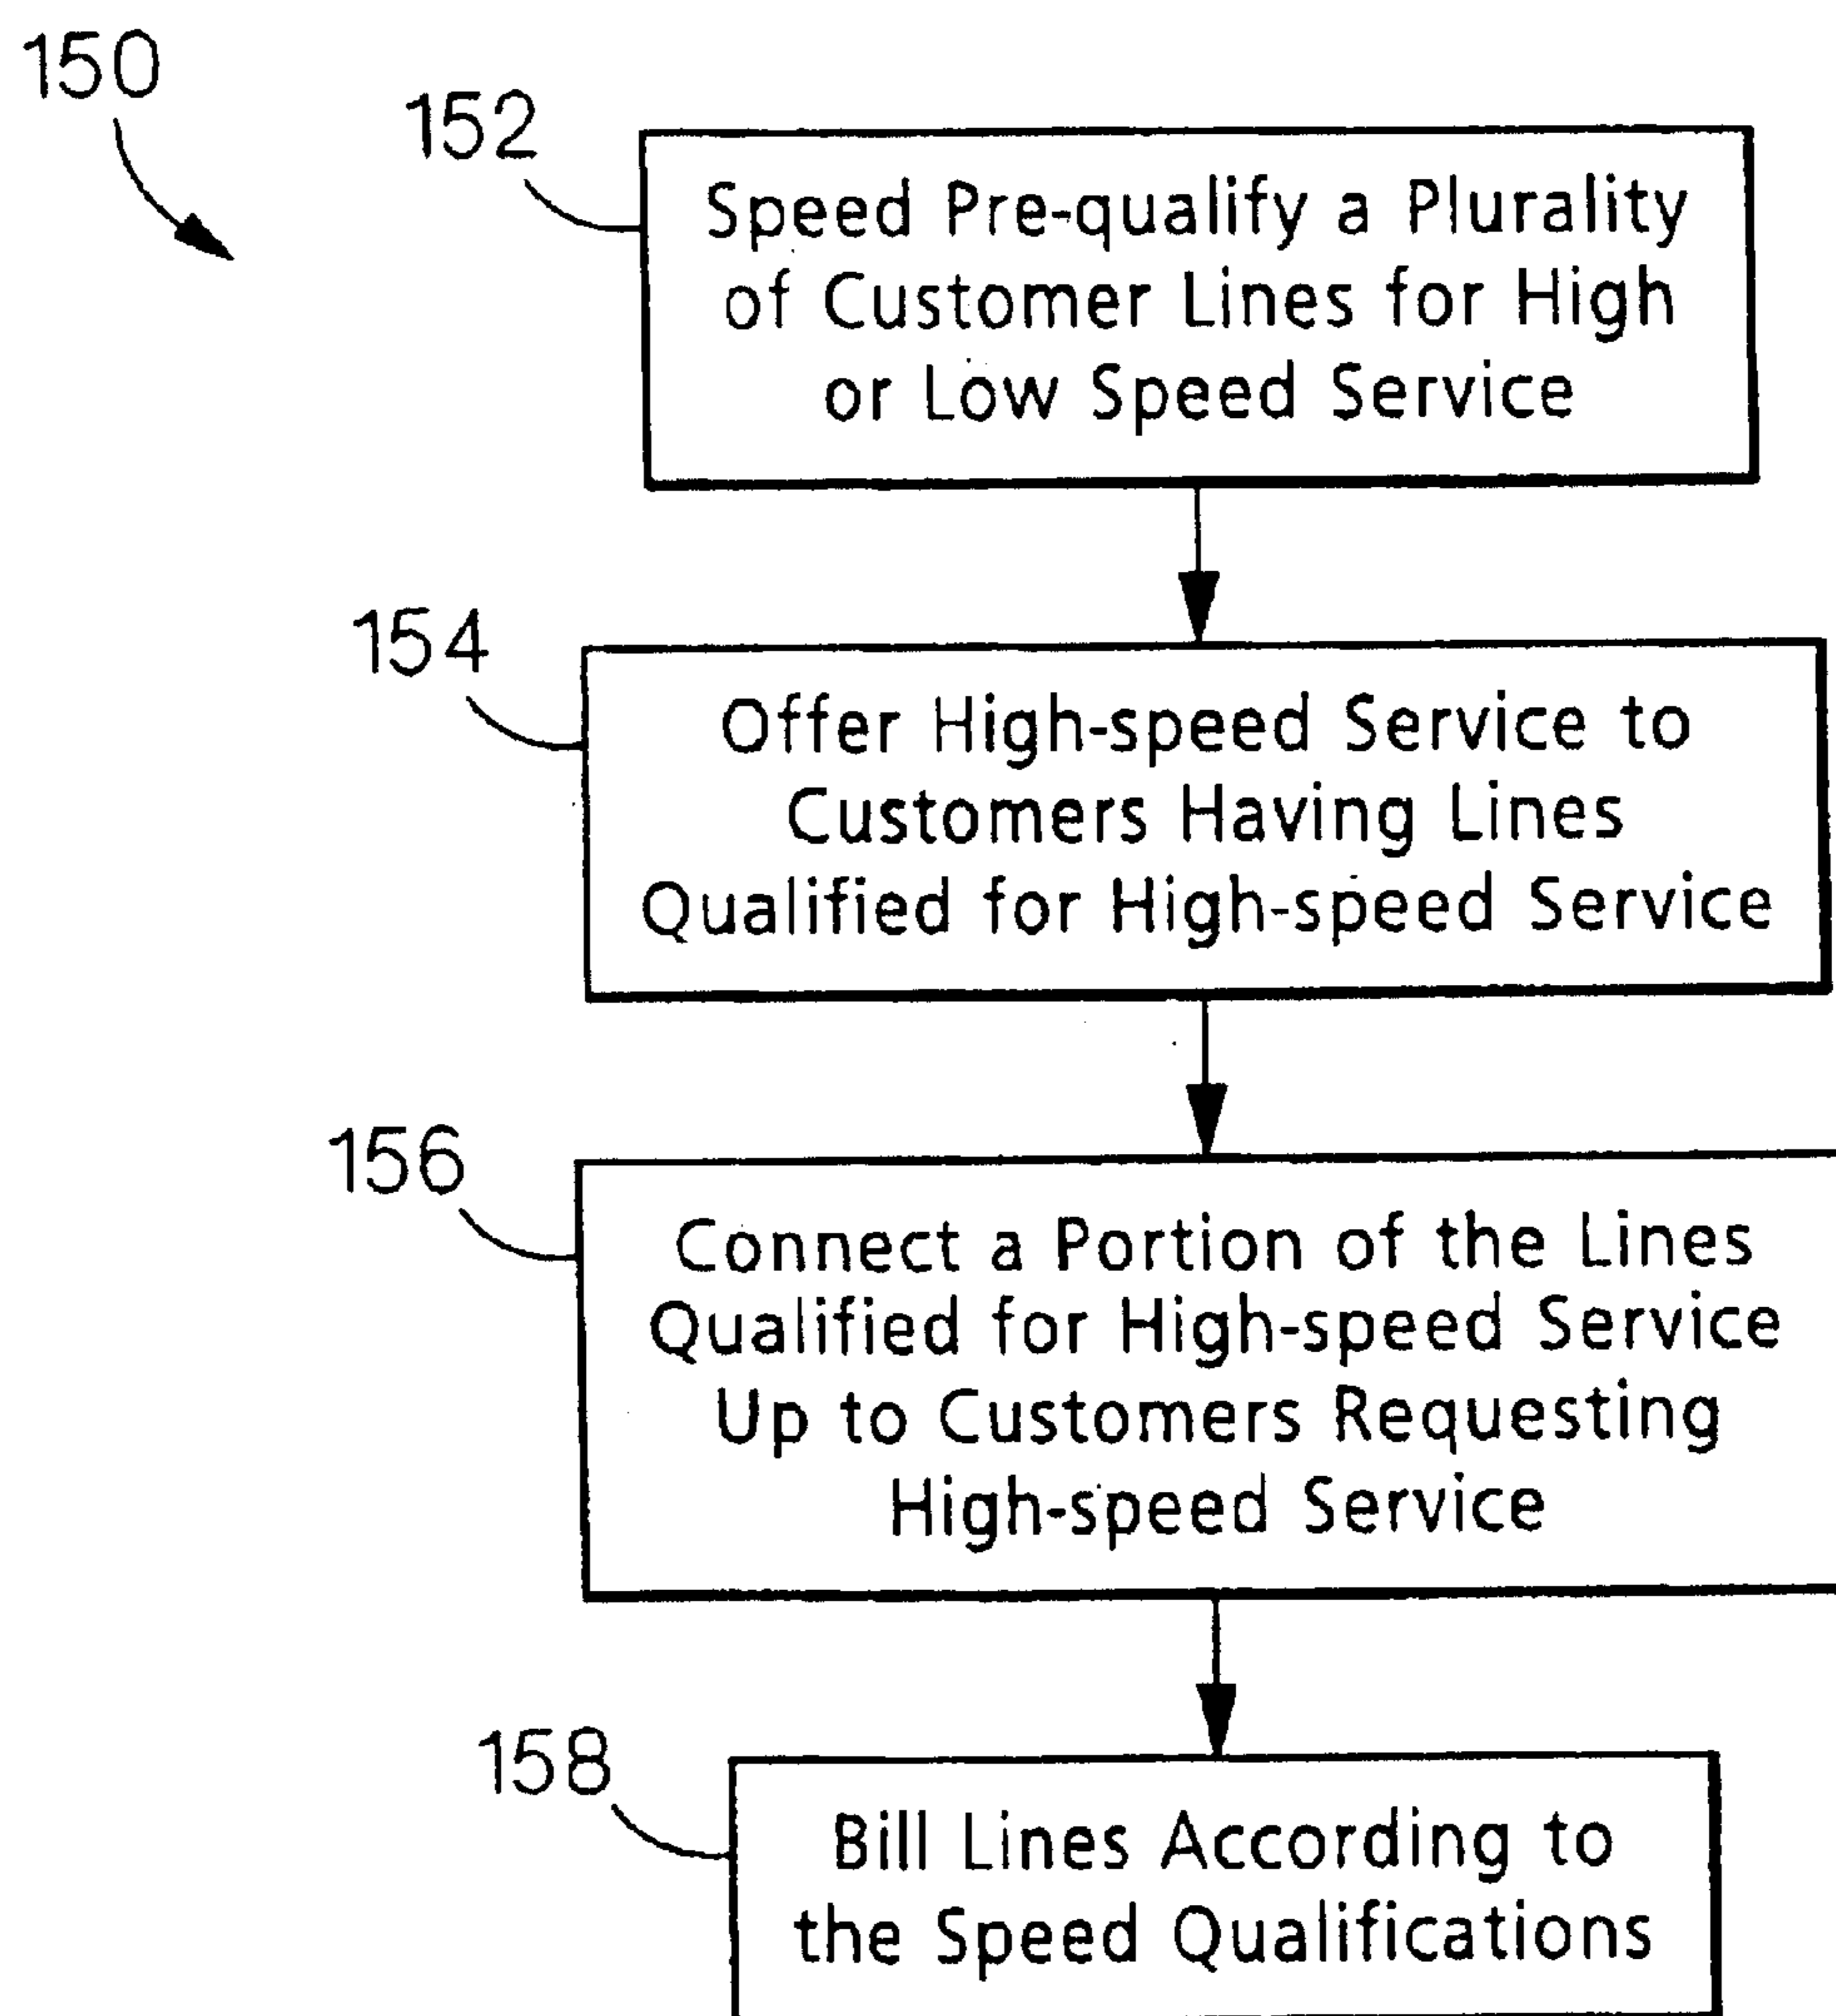 150
152
Speed Pre-qualify a Plurality
of Customer Lines for High
or Low Speed Service
154
Offer High-speed Service to
Customers Having Lines
Qualified for High-speed Service
156
Connect a Portion of the Lines
Qualified for High-speed Service
Up to Customers Requesting
High-speed Service
158
Bill Lines According to
the Speed Qualifications